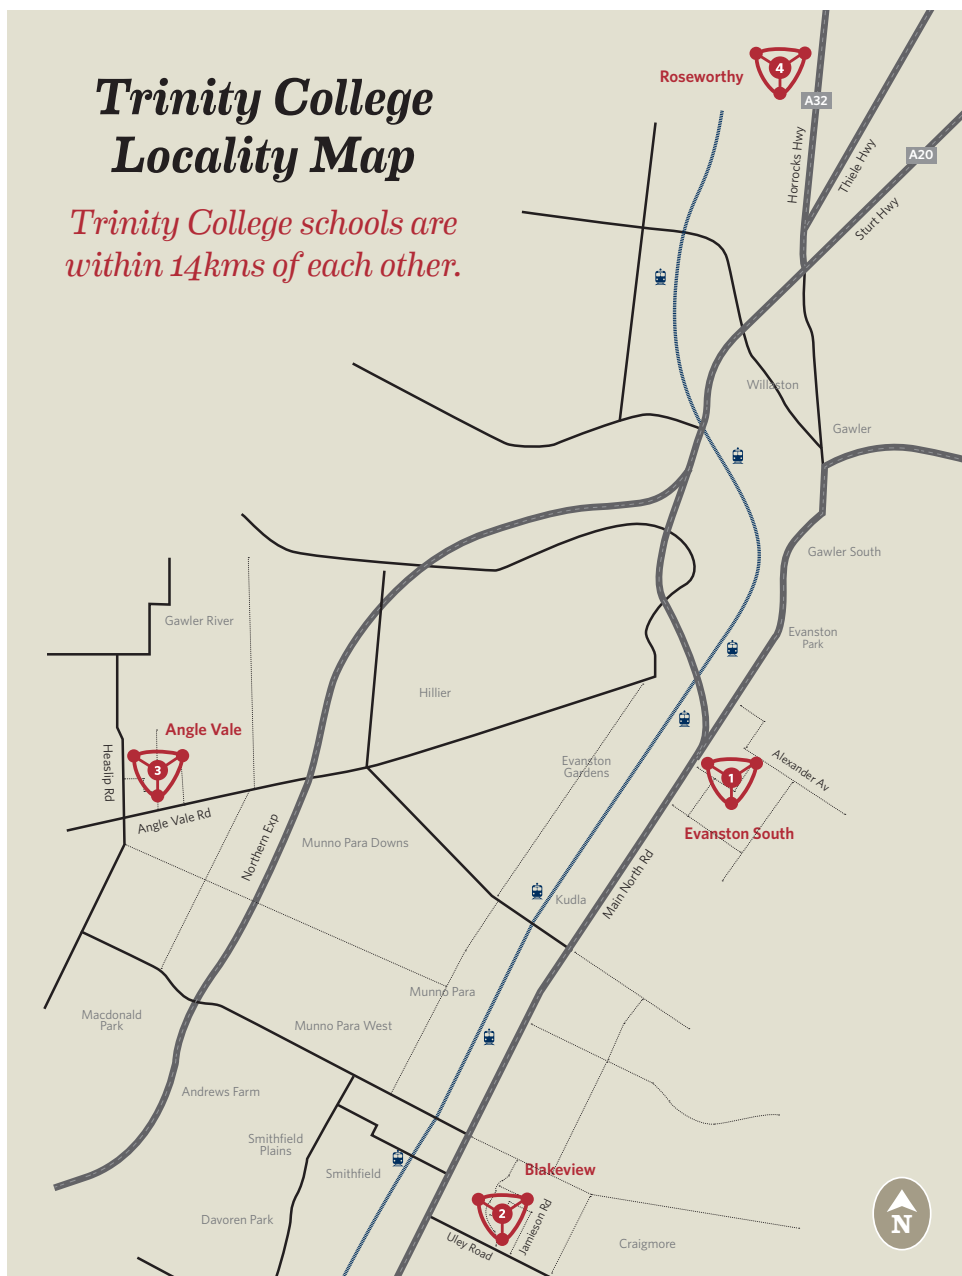 Trinity College
Locality Map
Trinity College schools are
within 14kms of each other.
Roseworthy
4
A32
Horrocks Hwy
Thiele Hwy
A20
Sturt Hwy
Willaston
Gawler
Gawler South
Evanston
Park
Gawler River
Hillier
Angle Vale
3
Heaslip Rd
Angle Vale Rd
Northern Exp
Evanston
Gardens
Alexander Av
1
Evanston South
Munno Para Downs
Main North Rd
Kudla
Munno Para
Macdonald
Park
Munno Para West
Andrews Farm
Smithfield
Plains
Smithfield
Blakeview
2
Jamieson Rd
Uley Road
Davoren Park
Craigmore
N